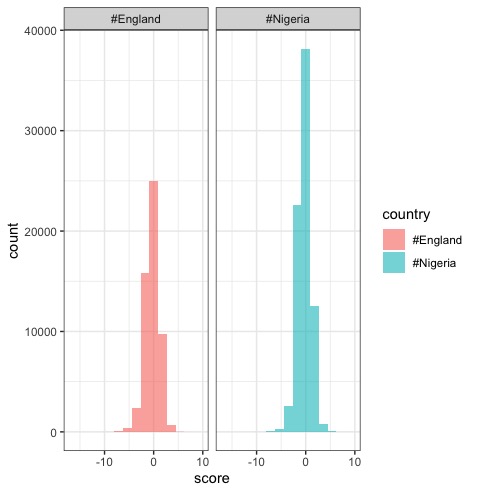 #England #Nigeria
40000
30000
20000
10000
0
count
-10 0 10 -10 0 10
score
country
#England
#Nigeria